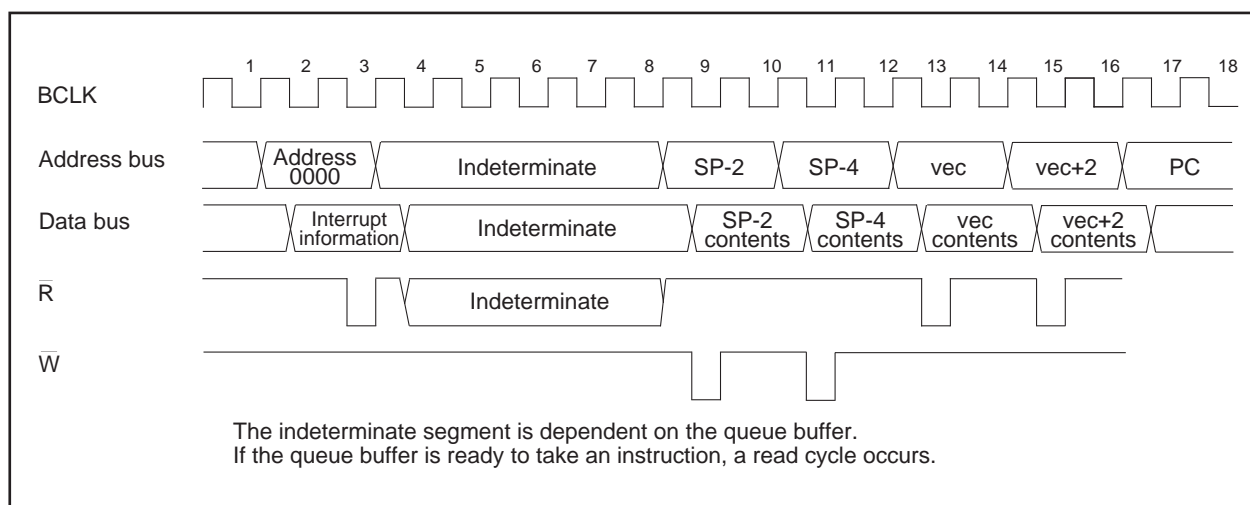 1 2 3 4 5 6 7 8 9 10 11 12 13 14 15 16 17 18
BCLK
Address bus
Address
0000
Indeterminate
SP-2
SP-4
vec
vec+2
PC
Data bus
Interrupt
information
Indeterminate
SP-2
contents
SP-4
contents
vec
contents
vec+2
contents
R
Indeterminate
W
The indeterminate segment is dependent on the queue buffer.
If the queue buffer is ready to take an instruction, a read cycle occurs.